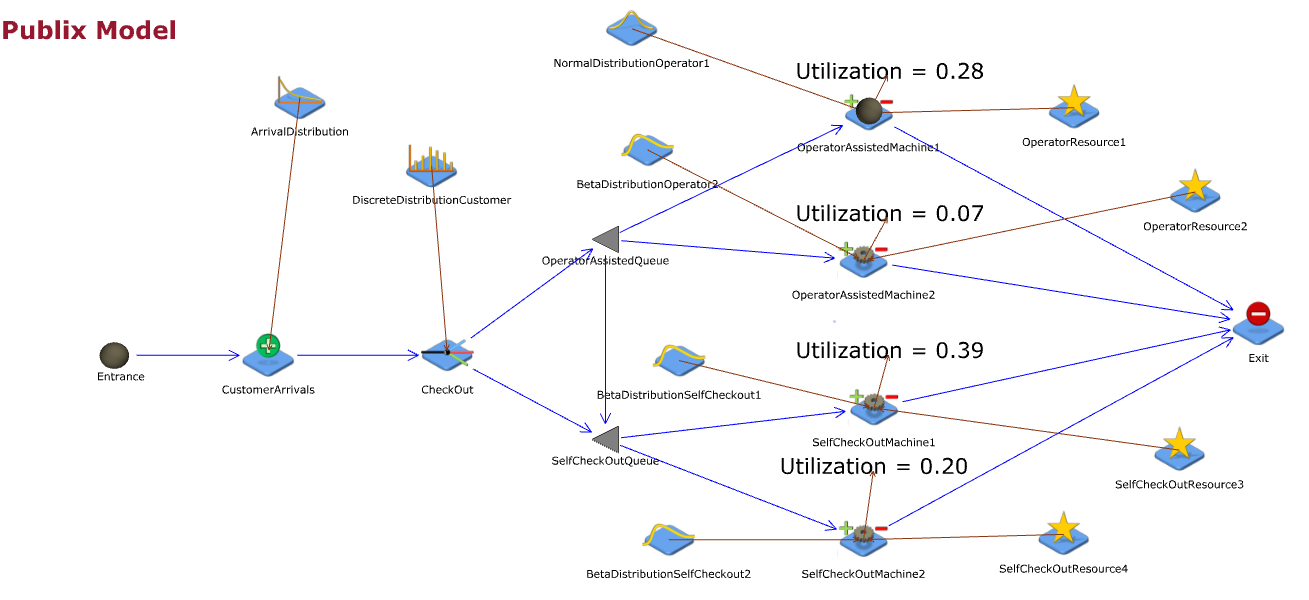 Publix Model
NormalDistributionOperator1
Utilization = 0.28
ArrivalDistribution
OperatorAssistedMachine1
OperatorResource1
BetaDistributionOperator2
DiscreteDistributionCustomer
Utilization = 0.07
OperatorResource2
OperatorAssistedQueue
OperatorAssistedMachine2
Utilization = 0.39
Exit
Entrance
CustomerArrivals
CheckOut
BetaDistributionSelfCheckout1
SelfCheckOutMachine1
SelfCheckOutQueue
Utilization = 0.20
SelfCheckOutResource3
BetaDistributionSelfCheckout2
SelfCheckOutMachine2
SelfCheckOutResource4